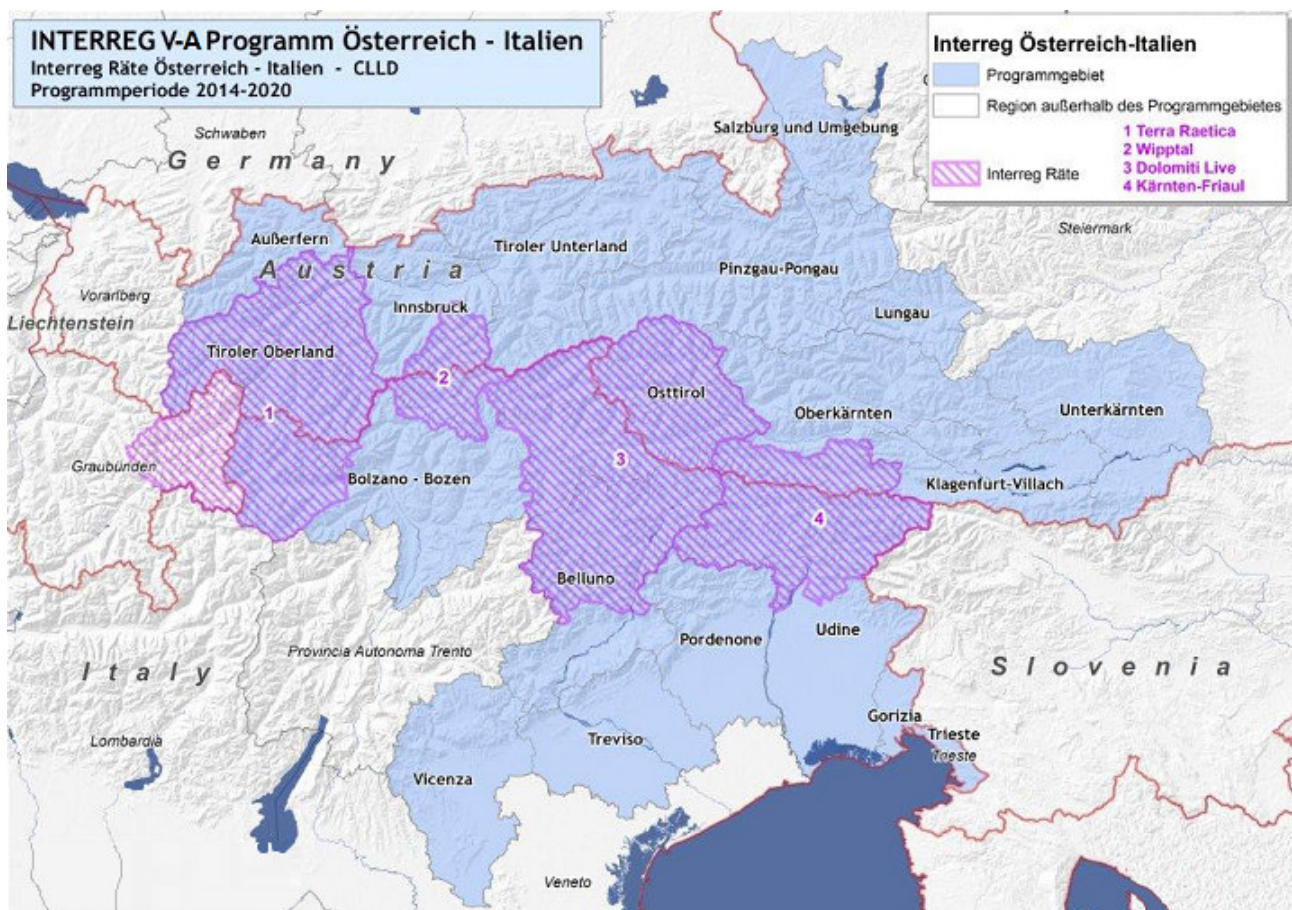 INTERREG V-A Programm Österreich - Italien
Interreg Räte Österreich - Italien - CLLD
Programmperiode 2014-2020
Interreg Österreich-Italien
Programmgebiet
Region außerhalb des Programmgebietes
Interreg Räte
1 Terra Raetica
2 Wipptal
3 Dolomiti Live
4 Kärnten-Friaul
Schwaben
Germany
Salzburg und Umgebung
Steiermark
Außerfern
Tiroler Unterland
Austria
Pinzgau-Pongau
Vorarlberg
Innsbruck
Liechtenstein
Lungau
Tiroler Oberland
2
Osttirol
1
Oberkärnten
Unterkärnten
Graubünden
3
Bolzano - Bozen
Klagenfurt-Villach
4
Belluno
Udine
Pordenone
Provincia Autonoma Trento
Italy
Slovenia
Gorizia
Trieste
Trieste
Lombardia
Treviso
Vicenza
Veneto